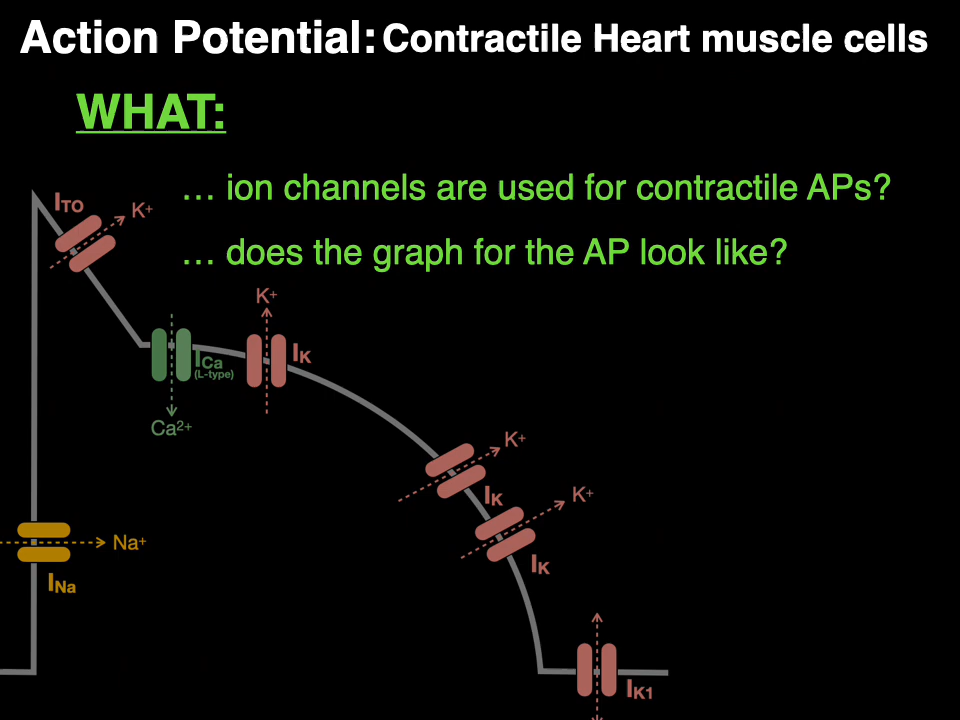 Action Potential: Contractile Heart muscle cells
WHAT:
… ion channels are used for contractile APs?
… does the graph for the AP look like?
ITO
K+
K+
ICa
(L-type)
IK
Ca2+
K+
IK
K+
IK
Na+
INa
IK1